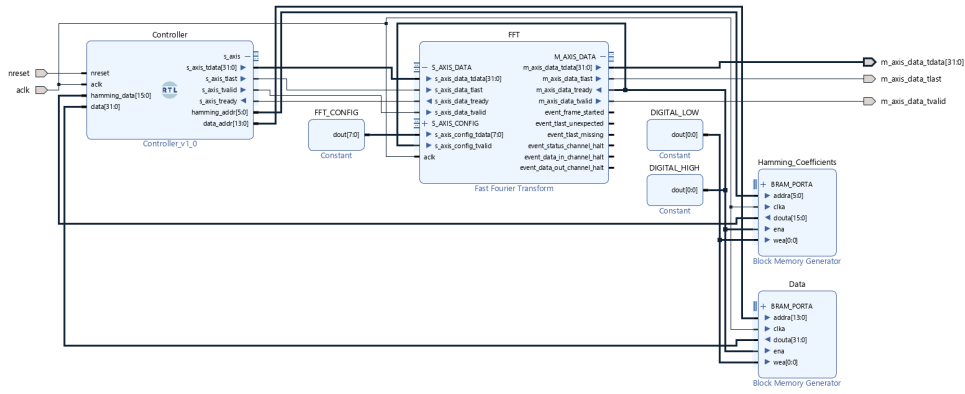 nreset
aclk
Controller
nreset
aclk
hamming_data[15:0]
data[31:0]
RTL
s_axis
s_axis_tdata[31:0]
s_axis_tlast
s_axis_tvalid
s_axis_tready
hamming_addr[5:0]
data_addr[13:0]
Controller_v1_0
FFT_CONFIG
dout[7:0]
Constant
FFT
S_AXIS_DATA
s_axis_data_tdata[31:0]
s_axis_data_tlast
s_axis_data_tready
s_axis_data_tvalid
S_AXIS_CONFIG
s_axis_config_tdata[7:0]
s_axis_config_tvalid
aclk
M_AXIS_DATA
m_axis_data_tdata[31:0]
m_axis_data_tlast
m_axis_data_tready
m_axis_data_tvalid
event_frame_started
event_tlast_unexpected
event_tlast_missing
event_status_channel_halt
event_data_in_channel_halt
event_data_out_channel_halt
Fast Fourier Transform
DIGITAL_LOW
dout[0:0]
Constant
DIGITAL_HIGH
dout[0:0]
Constant
m_axis_data_tdata[31:0]
m_axis_data_tlast
m_axis_data_tvalid
Hamming_Coefficients
BRAM_PORTA
addra[5:0]
clka
douta[15:0]
ena
wea[0:0]
Block Memory Generator
Data
BRAM_PORTA
addra[13:0]
clka
douta[31:0]
ena
wea[0:0]
Block Memory Generator